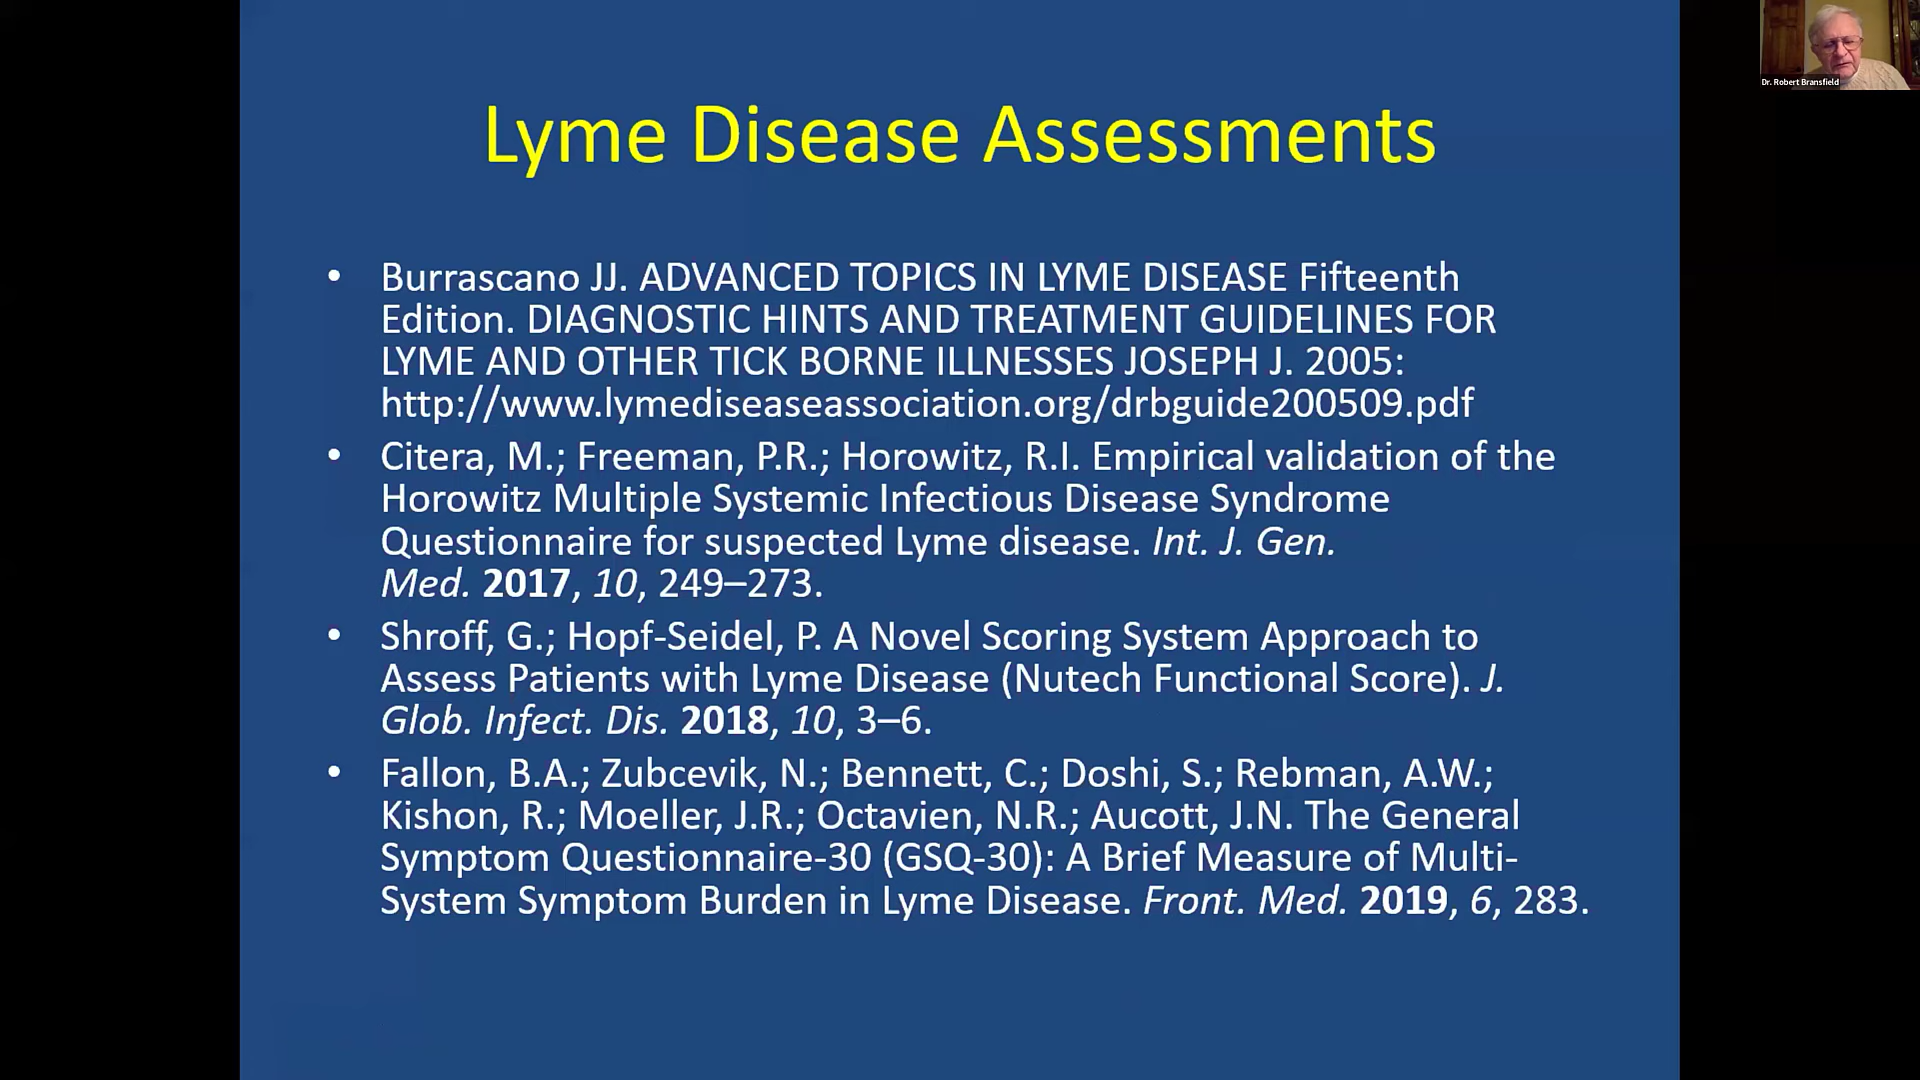 Dr. Robert Bransfield
Lyme Disease Assessments
• Burrascano JJ. ADVANCED TOPICS IN LYME DISEASE Fifteenth
Edition. DIAGNOSTIC HINTS AND TREATMENT GUIDELINES FOR
LYME AND OTHER TICK BORNE ILLNESSES JOSEPH J. 2005:
http://www.lymediseaseassociation.org/drbguide200509.pdf
• Citera, M.; Freeman, P.R.; Horowitz, R.I. Empirical validation of the
Horowitz Multiple Systemic Infectious Disease Syndrome
Questionnaire for suspected Lyme disease. Int. J. Gen.
Med. 2017, 10, 249–273.
• Shroff, G.; Hopf-Seidel, P. A Novel Scoring System Approach to
Assess Patients with Lyme Disease (Nutech Functional Score). J.
Glob. Infect. Dis. 2018, 10, 3–6.
• Fallon, B.A.; Zubcevik, N.; Bennett, C.; Doshi, S.; Rebman, A.W.;
Kishon, R.; Moeller, J.R.; Octavien, N.R.; Aucott, J.N. The General
Symptom Questionnaire-30 (GSQ-30): A Brief Measure of Multi-
System Symptom Burden in Lyme Disease. Front. Med. 2019, 6, 283.